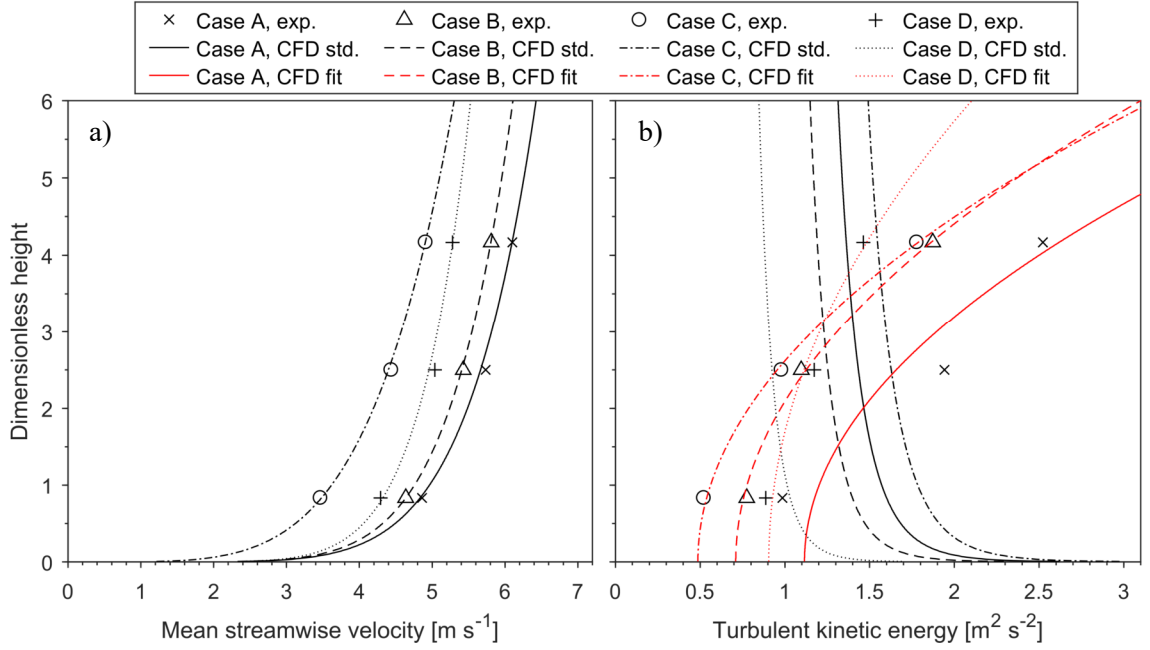 Case A, exp. Case B, exp. Case C, exp. Case D, exp.
Case A, CFD std. Case B, CFD std. Case C, CFD std. Case D, CFD std.
Case A, CFD fit Case B, CFD fit Case C, CFD fit Case D, CFD fit
a)
b)
6
5
4
3
2
1
0
Dimensionless height
0 1 2 3 4 5 6 7
0 0.5 1 1.5 2 2.5 3
Mean streamwise velocity [m s⁻¹]
Turbulent kinetic energy [m² s⁻²]